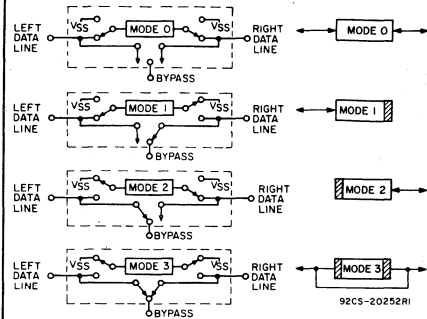 LEFT DATA LINE
VSS
MODE 0
VSS
RIGHT DATA LINE
BYPASS
MODE 0
LEFT DATA LINE
VSS
MODE 1
VSS
RIGHT DATA LINE
BYPASS
MODE 1
LEFT DATA LINE
VSS
MODE 2
VSS
RIGHT DATA LINE
BYPASS
MODE 2
LEFT DATA LINE
VSS
MODE 3
VSS
RIGHT DATA LINE
BYPASS
MODE 3
92CS-20252R1